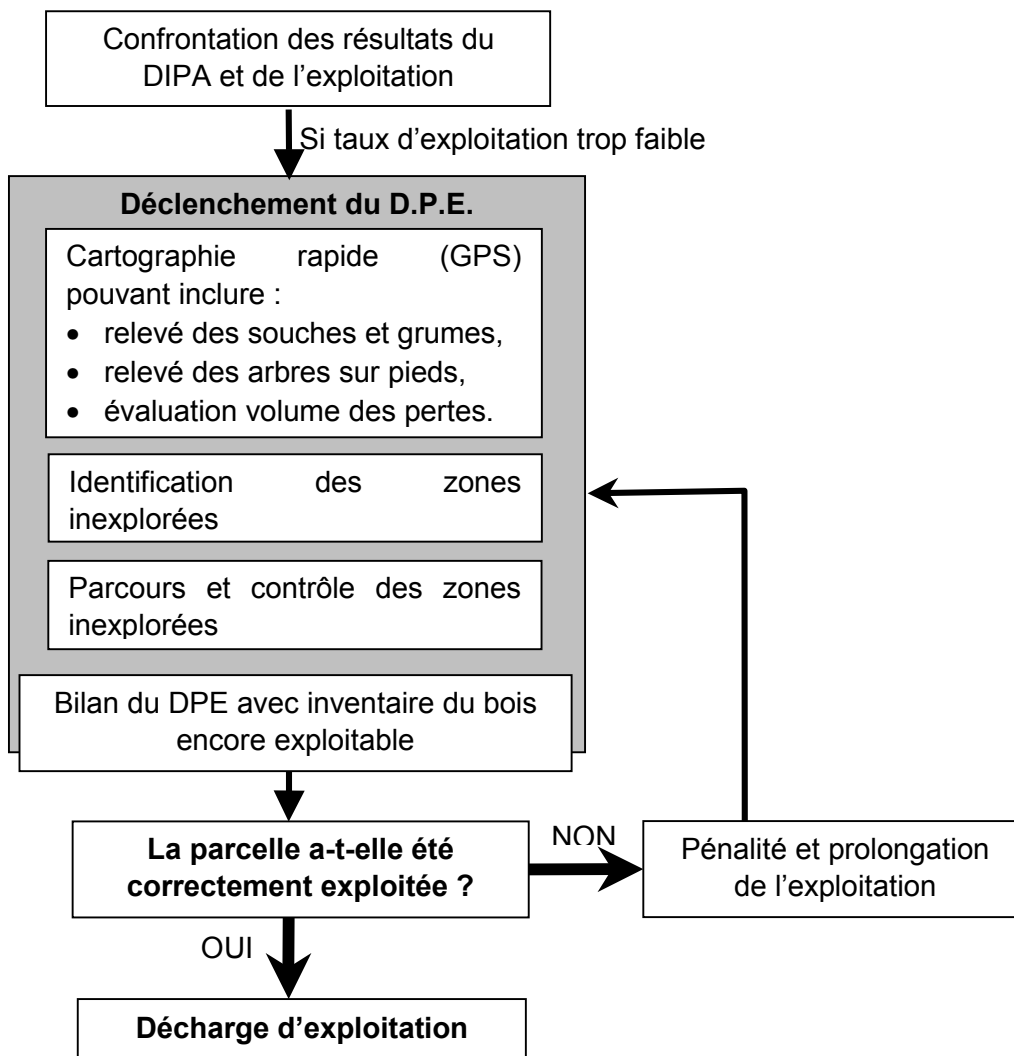 Confrontation des résultats du
DIPA et de l’exploitation
Si taux d’exploitation trop faible
Déclenchement du D.P.E.
Cartographie rapide (GPS)
pouvant inclure :
• relevé des souches et grumes,
• relevé des arbres sur pieds,
• évaluation volume des pertes.
Identification des zones
inexplorées
Parcours et contrôle des zones
inexplorées
Bilan du DPE avec inventaire du bois
encore exploitable
La parcelle a-t-elle été
correctement exploitée ?
NON
Pénalité et prolongation
de l’exploitation
OUI
Décharge d’exploitation